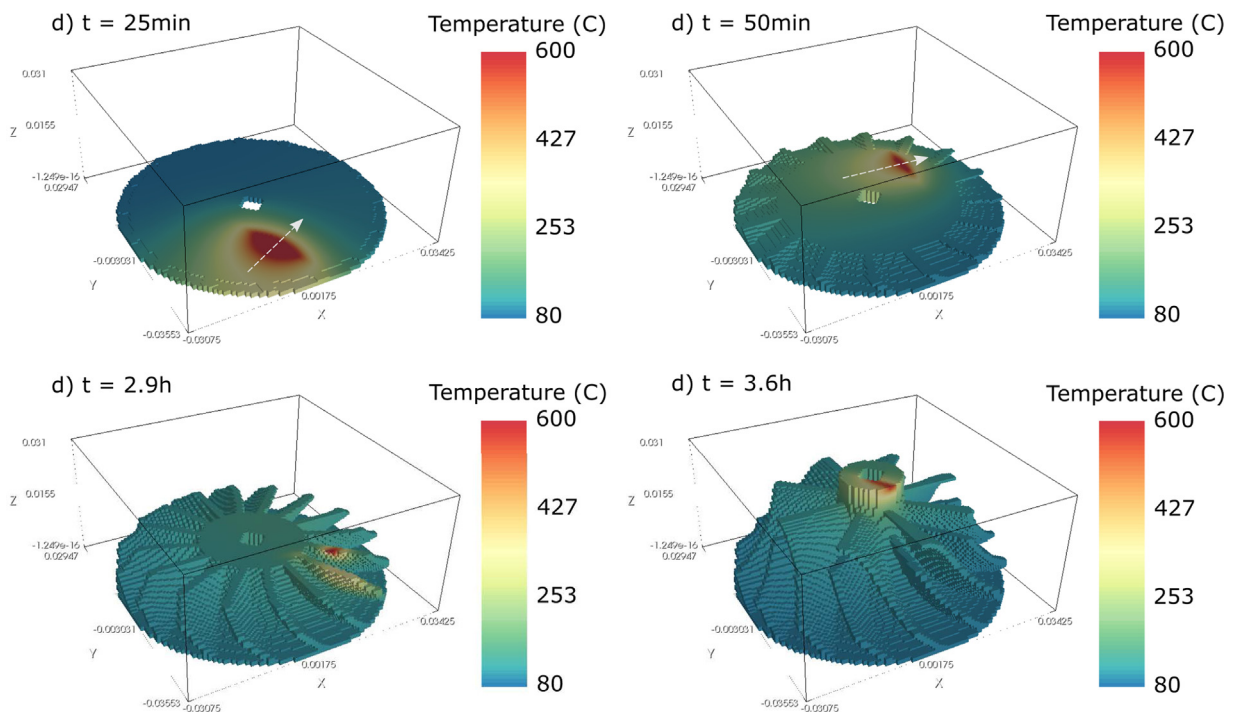 d) t = 25min
Temperature (C)
600
427
253
80
0.031
Z
0.0155
-1.249e-16
0.02947
-0.003031
Y
-0.03553
-0.03075
0.00175
X
0.03425
d) t = 50min
Temperature (C)
600
427
253
80
0.031
Z
0.0155
-1.249e-16
0.02947
-0.003031
Y
-0.03553
-0.03075
0.00175
X
0.03425
d) t = 2.9h
Temperature (C)
600
427
253
80
0.031
Z
0.0155
-1.249e-16
0.02947
-0.003031
Y
-0.03553
-0.03075
0.00175
X
0.03425
d) t = 3.6h
Temperature (C)
600
427
253
80
0.031
Z
0.0155
-1.249e-16
0.02947
-0.003031
Y
-0.03553
-0.03075
0.00175
X
0.03425